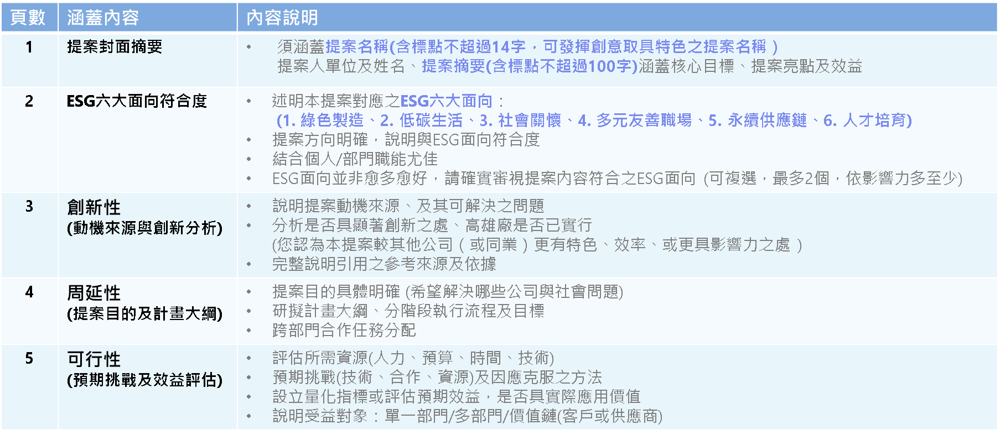 頁數 涵蓋內容 內容說明
1 提案封面摘要 • 須涵蓋提案名稱(含標點不超過14字，可發揮創意取具特色之提案名稱）
提案人單位及姓名、提案摘要(含標點不超過100字)涵蓋核心目標、提案亮點及效益
2 ESG六大面向符合度 • 述明本提案對應之ESG六大面向：
(1. 綠色製造、2. 低碳生活、3. 社會關懷、4. 多元友善職場、5. 永續供應鏈、6. 人才培育)
• 提案方向明確，說明與ESG面向符合度
• 結合個人/部門職能尤佳
• ESG面向並非愈多愈好，請確實審視提案內容符合之ESG面向 (可複選，最多2個，依影響力多至少)
3 創新性 • 說明提案動機來源、及其可解決之問題
(動機來源與創新分析) • 分析是否具顯著創新之處、高雄廠是否已實行
(您認為本提案較其他公司（或同業）更有特色、效率、或更具影響力之處）
• 完整說明引用之參考來源及依據
4 周延性 • 提案目的具體明確 (希望解決哪些公司與社會問題)
(提案目的及計畫大綱) • 研擬計畫大綱、分階段執行流程及目標
• 跨部門合作任務分配
5 可行性 • 評估所需資源(人力、預算、時間、技術)
(預期挑戰及效益評估) • 預期挑戰(技術、合作、資源)及因應克服之方法
• 設立量化指標或評估預期效益，是否具實際應用價值
• 說明受益對象：單一部門/多部門/價值鏈(客戶或供應商)